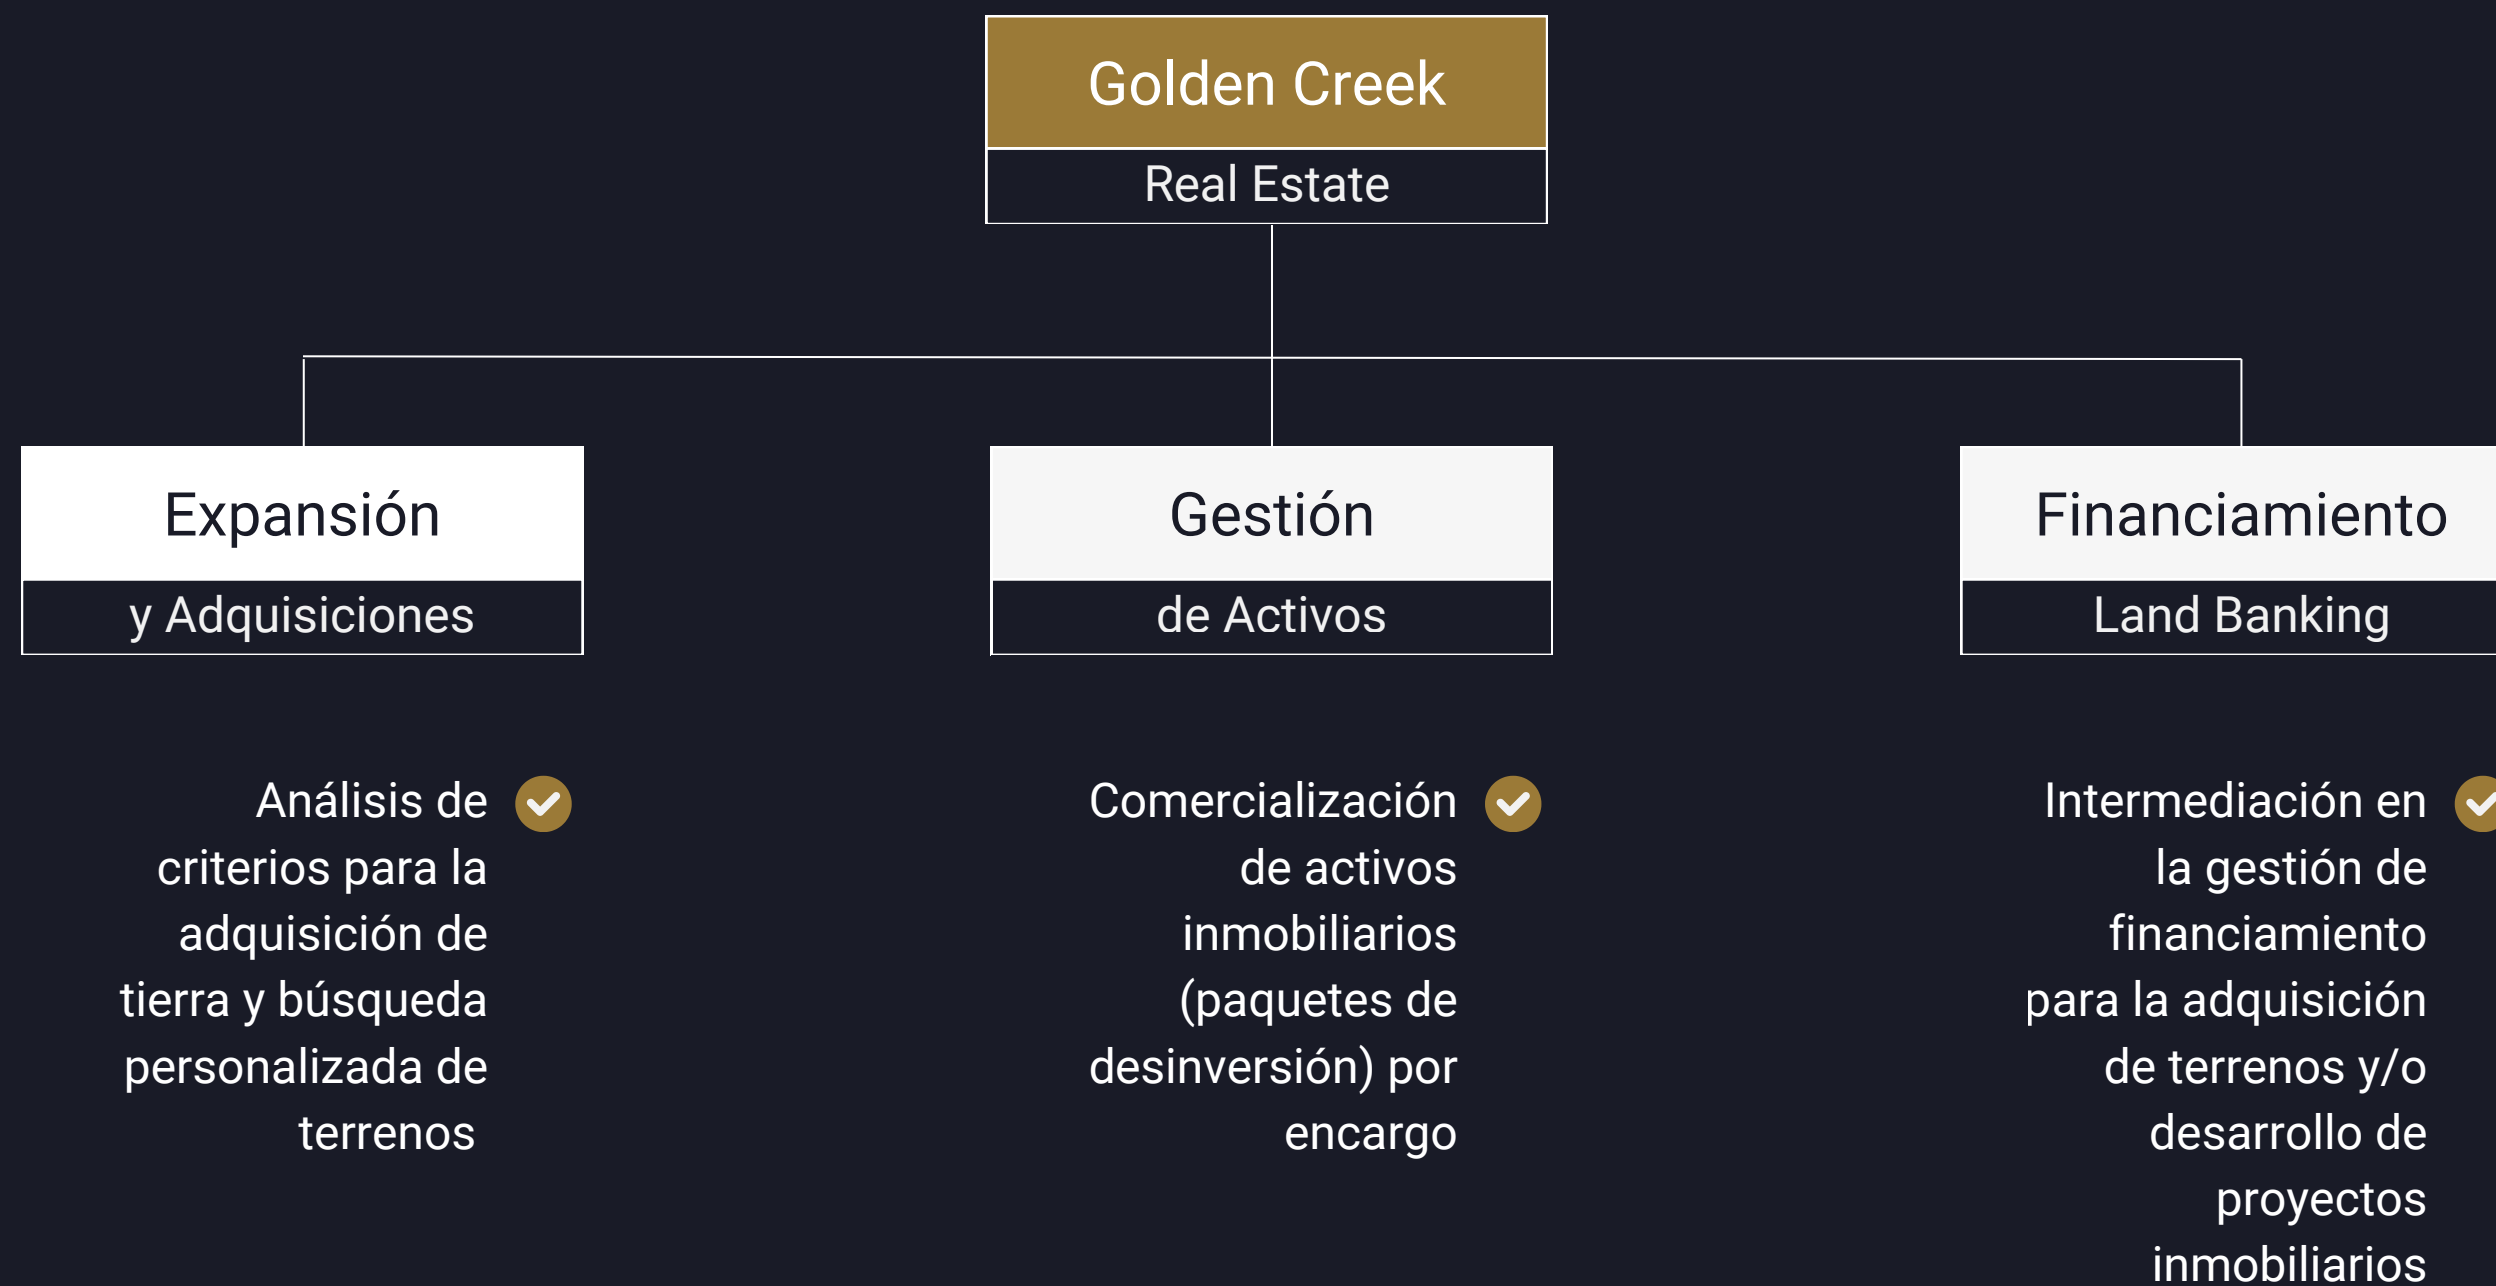 Golden Creek
Real Estate
Expansión
y Adquisiciones
Análisis de
criterios para la
adquisición de
tierra y búsqueda
personalizada de
terrenos
Gestión
de Activos
Comercialización
de activos
inmobiliarios
(paquetes de
desinversión) por
encargo
Financiamiento
Land Banking
Intermediación en
la gestión de
financiamiento
para la adquisición
de terrenos y/o
desarrollo de
proyectos
inmobiliarios